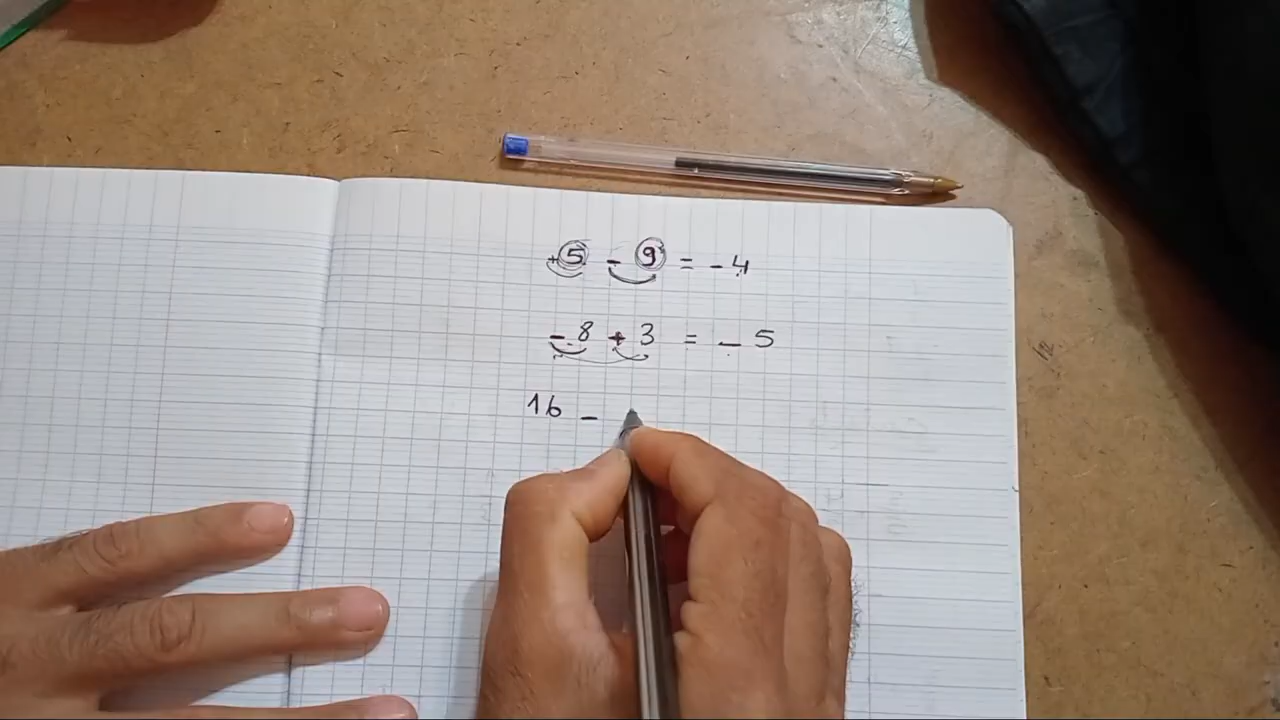 +5 - 9 = - 4
- 8 + 3 = - 5
16 -